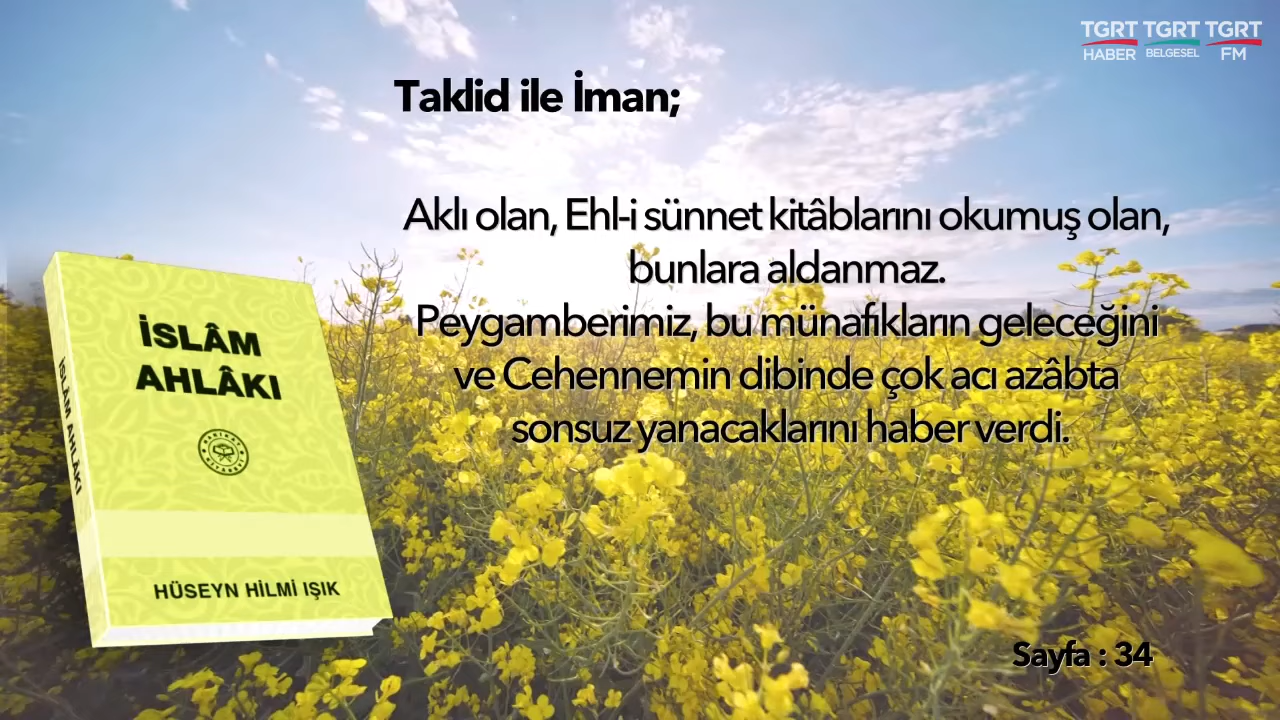 TGRT TGRT TGRT
HABER BELGESEL FM
Taklid ile İman;
Aklı olan, Ehl-i sünnet kitâblarını okumuş olan,
bunlara aldanmaz.
Peygamberimiz, bu münafıkların geleceğini
ve Cehennemin dibinde çok acı azâbta
sonsuz yanacaklarını haber verdi.
İSLÂM
AHLÂKI
İSLÂM AHLÂKI
HÜSEYN HİLMİ IŞIK
Sayfa : 34